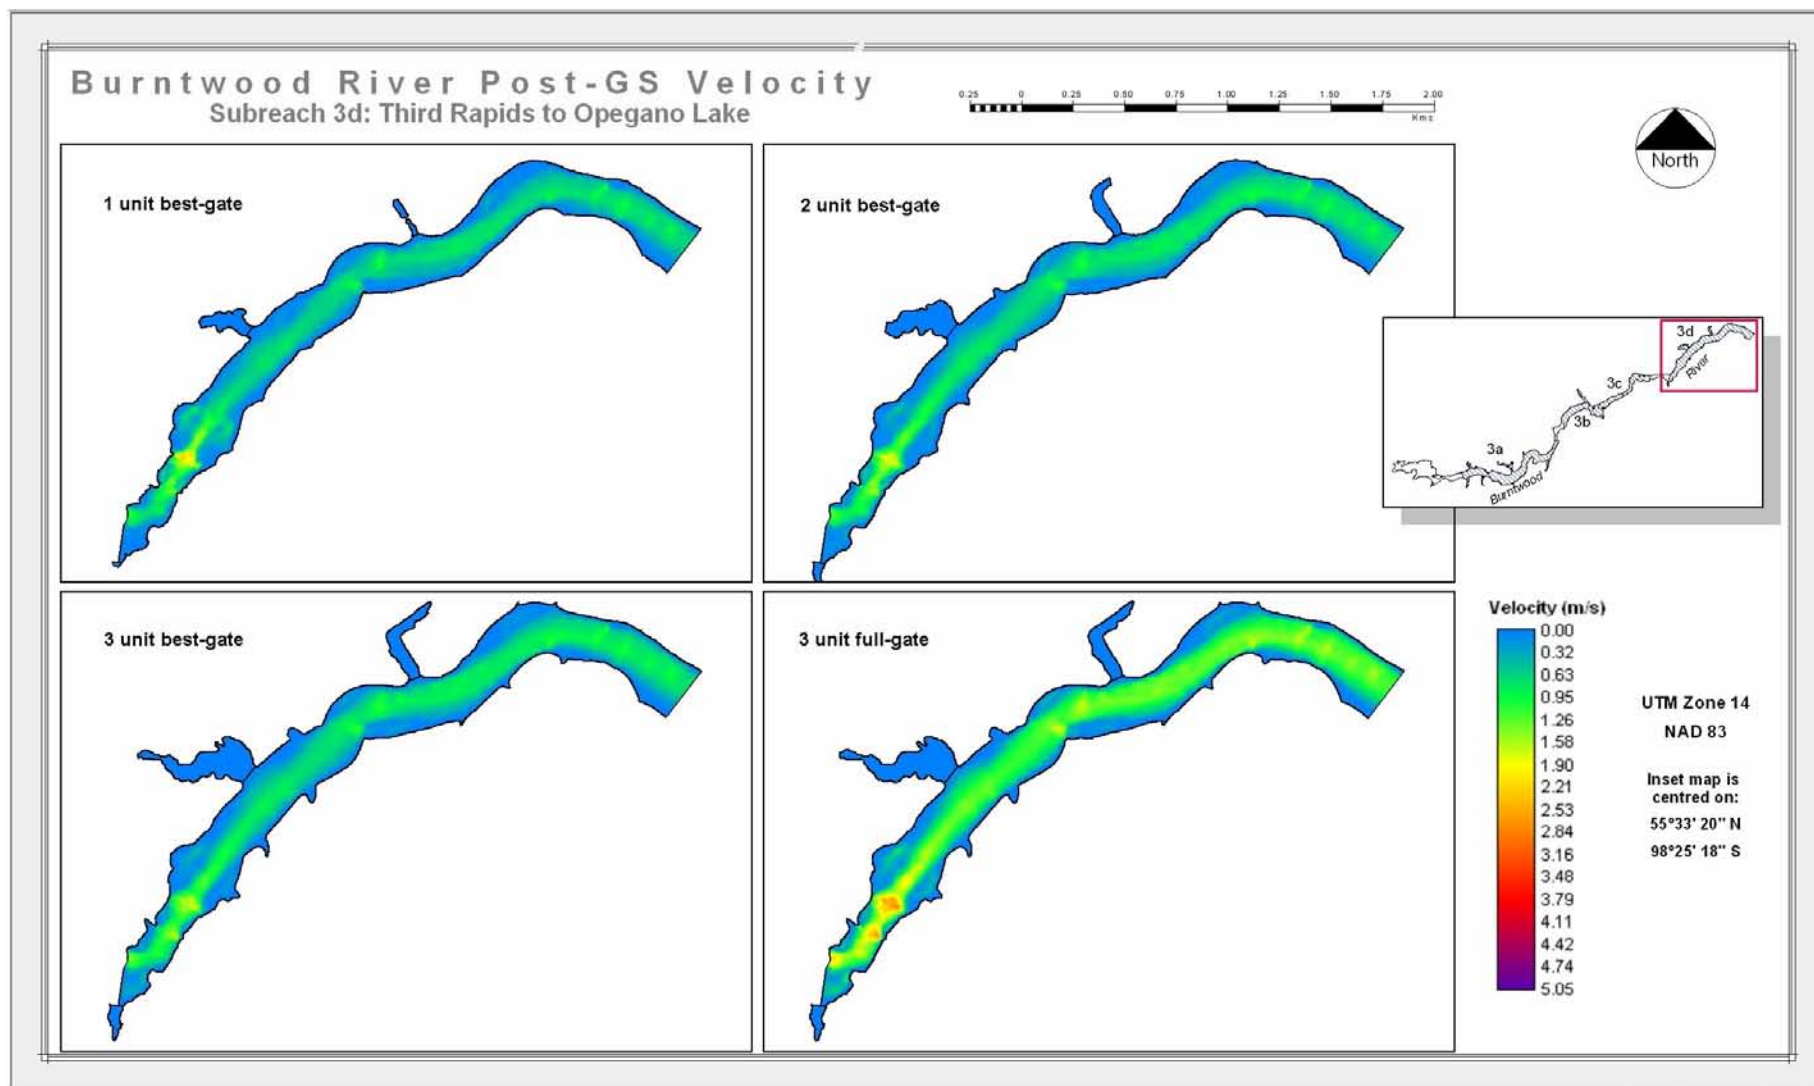 Burntwood River Post-GS Velocity
Subreach 3d: Third Rapids to Opegano Lake
0.25 0 0.25 0.50 0.75 1.00 1.25 1.50 1.75 2.00
Kms
North
1 unit best-gate
2 unit best-gate
3d
River
3c
3b
3a
Burntwood
3 unit best-gate
3 unit full-gate
Velocity (m/s)
0.00
0.32
0.63
0.95
1.26
1.58
1.90
2.21
2.53
2.84
3.16
3.48
3.79
4.11
4.42
4.74
5.05
UTM Zone 14
NAD 83
Inset map is
centred on:
55°33' 20" N
98°25' 18" S